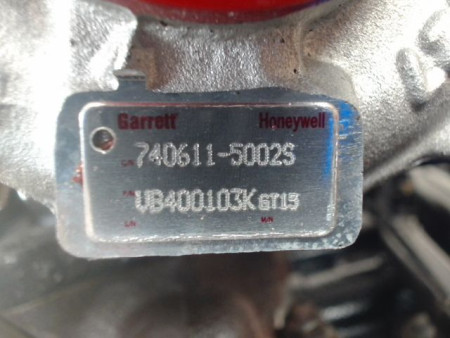 Garrett Honeywell
740611-5002S
VB400103K GT15